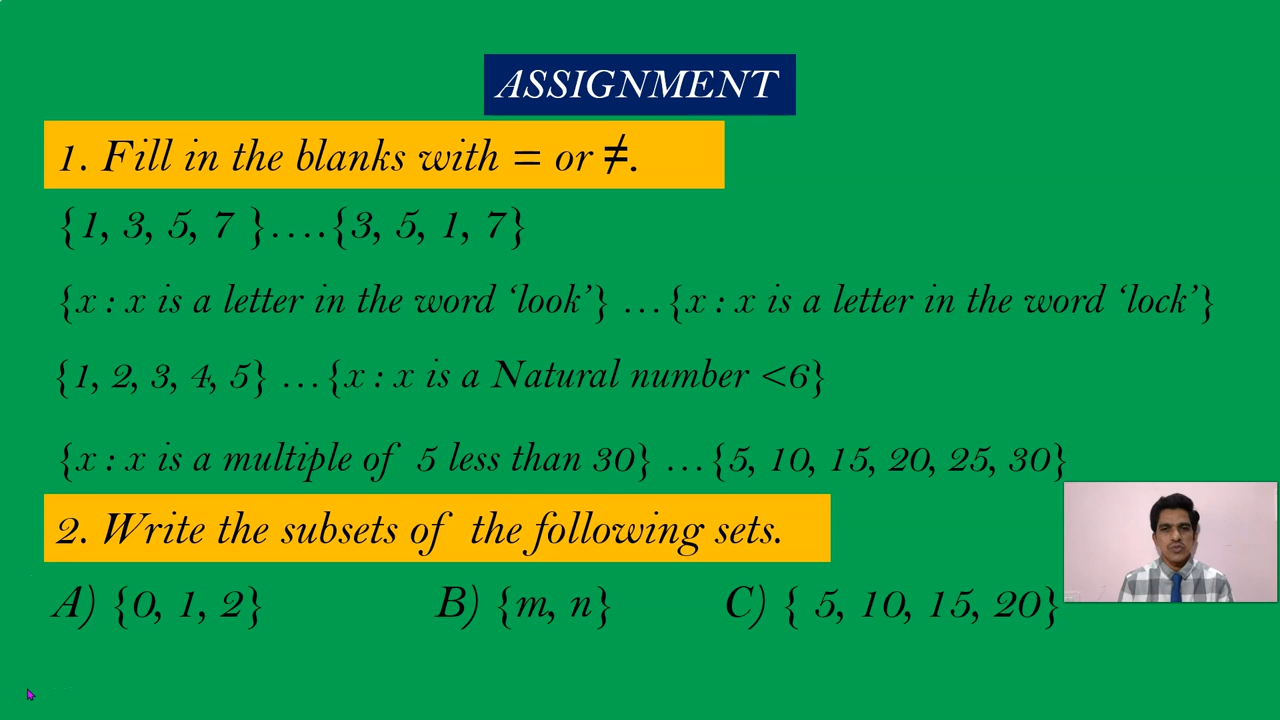 ASSIGNMENT
1. Fill in the blanks with = or ≠.
{1, 3, 5, 7 }....{3, 5, 1, 7}
{x : x is a letter in the word ‘look’} ...{x : x is a letter in the word ‘lock’}
{1, 2, 3, 4, 5} ...{x : x is a Natural number <6}
{x : x is a multiple of 5 less than 30} ...{5, 10, 15, 20, 25, 30}
2. Write the subsets of the following sets.
A) {0, 1, 2} B) {m, n} C) { 5, 10, 15, 20}